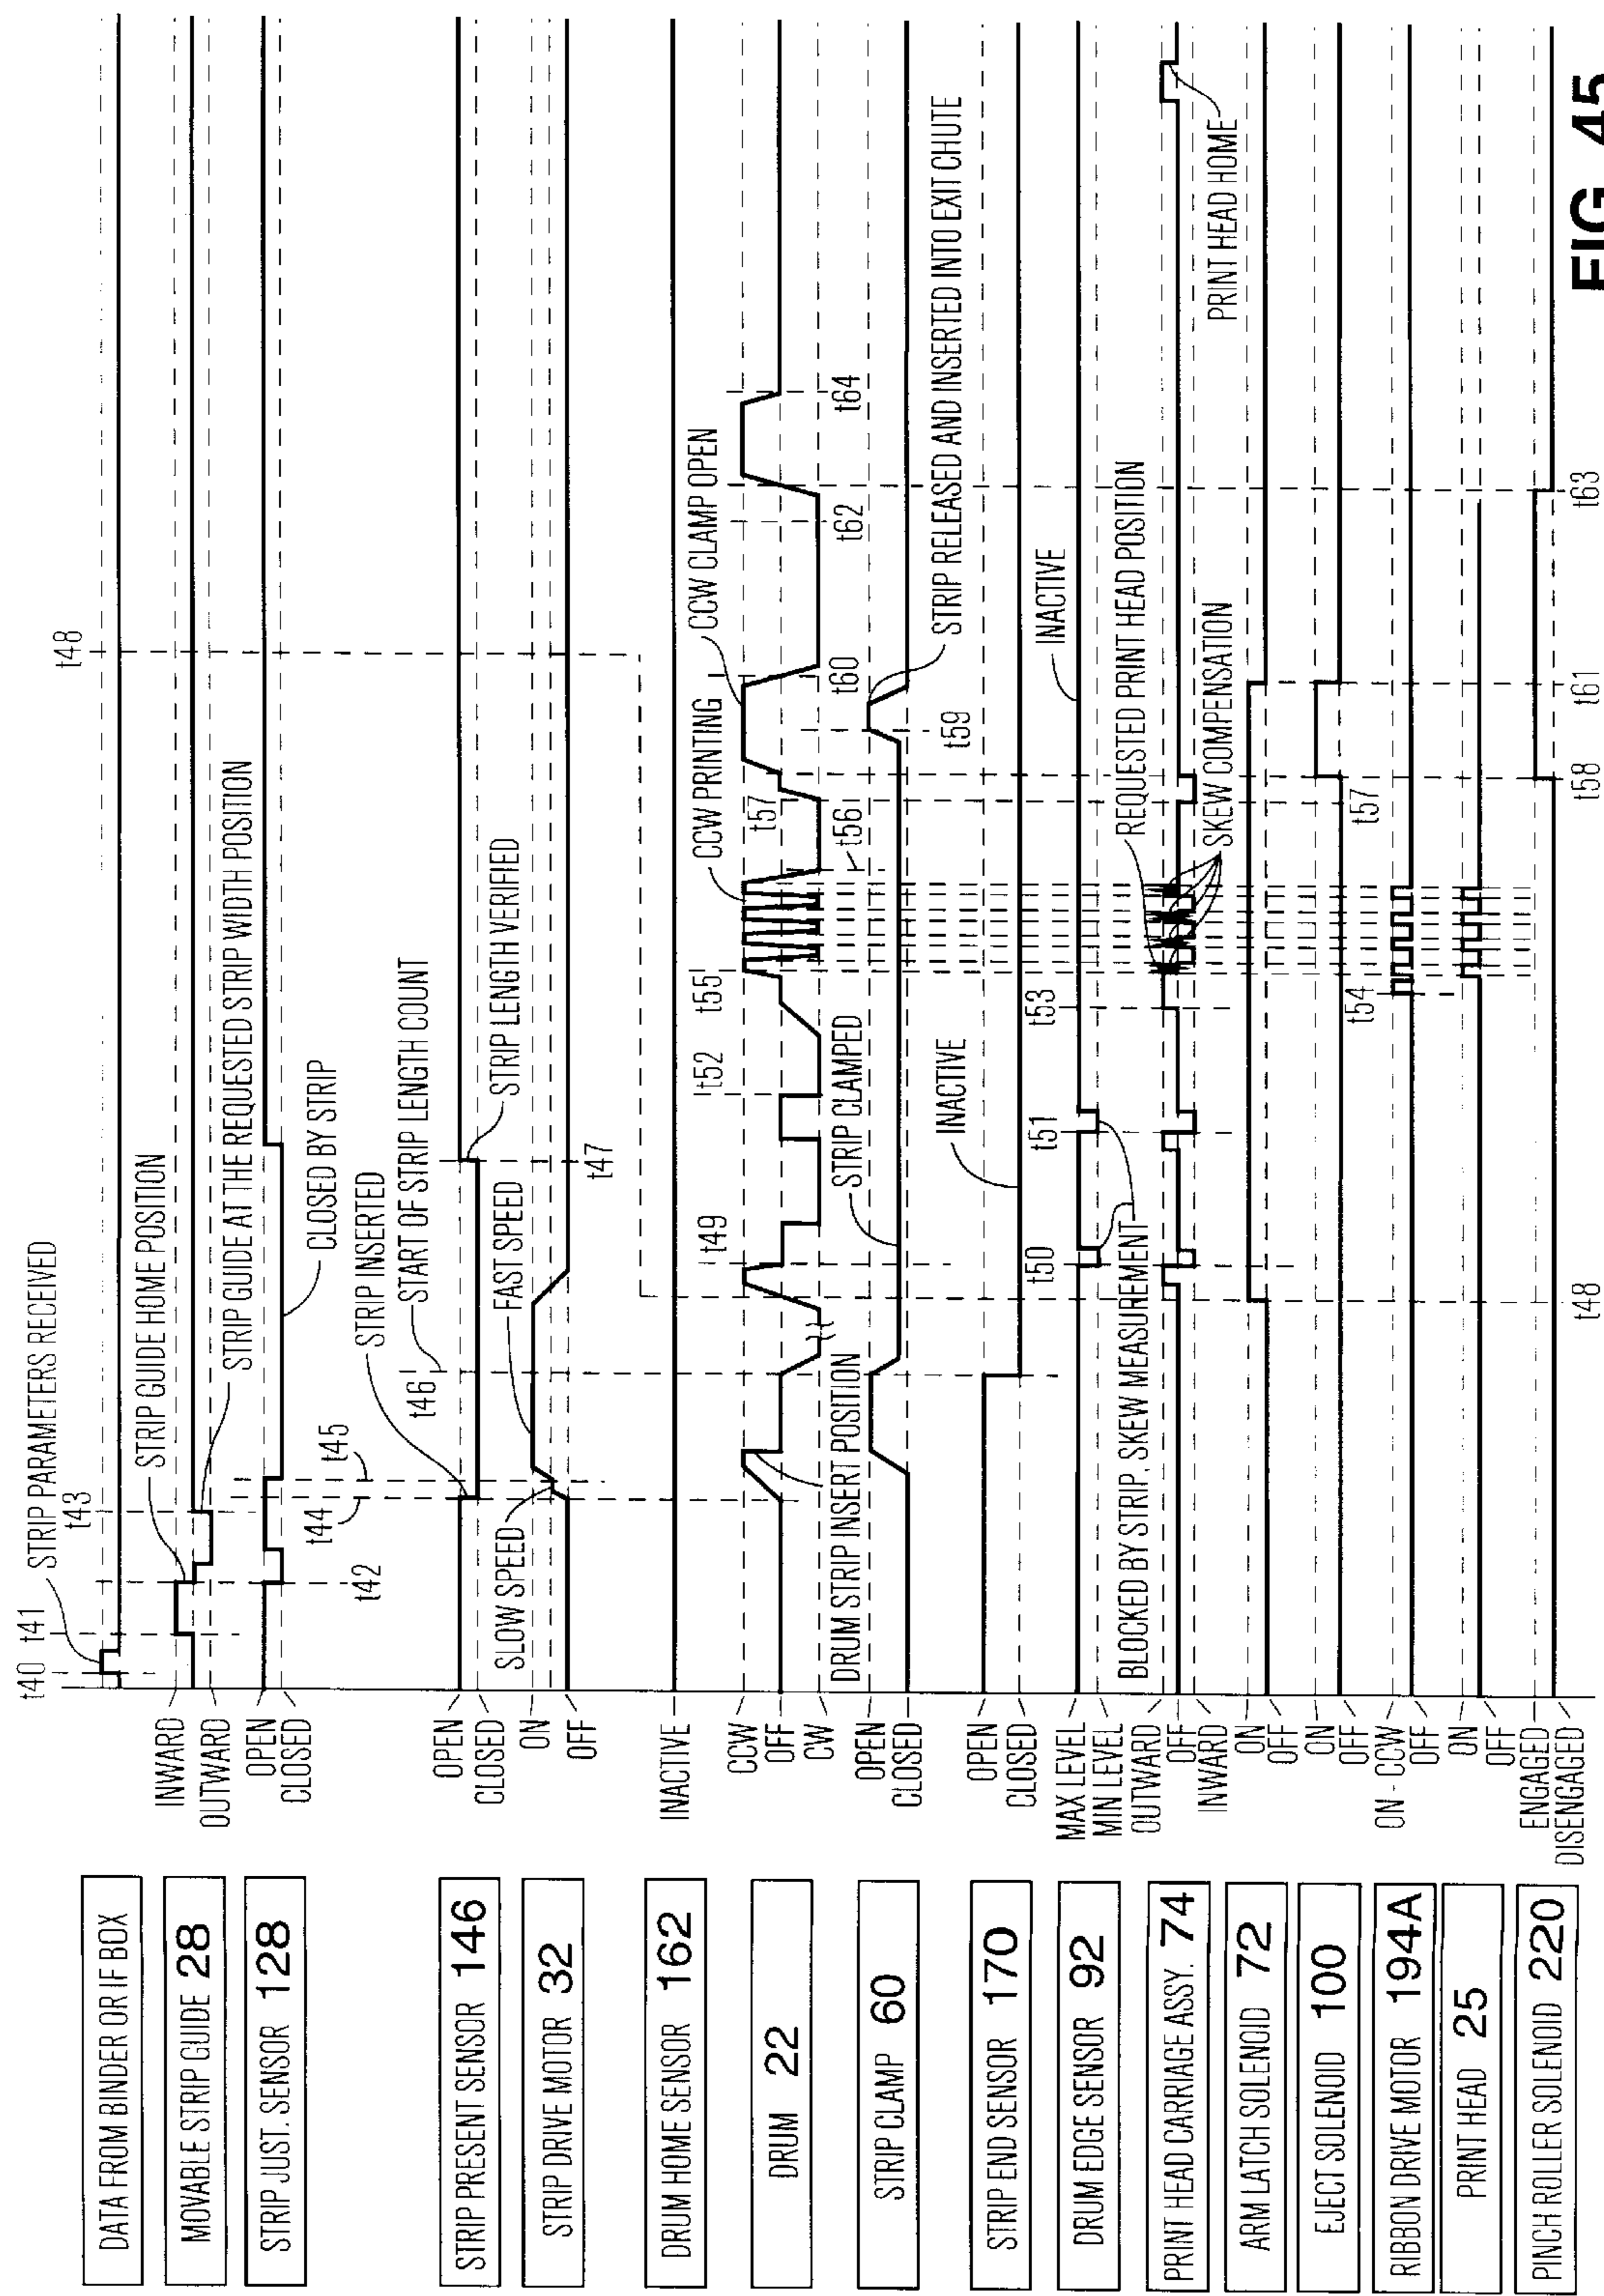 DATA FROM BINDER OR IF BOX
t40
t41
STRIP PARAMETERS RECEIVED
t43
t48
MOVABLE STRIP GUIDE 28
INWARD
OUTWARD
STRIP GUIDE HOME POSITION
STRIP GUIDE AT THE REQUESTED STRIP WIDTH POSITION
STRIP JUST. SENSOR 128
OPEN
CLOSED
t42
t44
t45
CLOSED BY STRIP
STRIP PRESENT SENSOR 146
OPEN
CLOSED
STRIP INSERTED
t46
START OF STRIP LENGTH COUNT
STRIP LENGTH VERIFIED
STRIP DRIVE MOTOR 32
ON
OFF
SLOW SPEED
FAST SPEED
t47
DRUM HOME SENSOR 162
INACTIVE
DRUM 22
CCW
OFF
CW
DRUM STRIP INSERT POSITION
t49
t52
t55
CCW PRINTING
t57
t56
CCW CLAMP OPEN
t60
t62
t64
STRIP CLAMP 60
OPEN
CLOSED
STRIP CLAMPED
t59
STRIP RELEASED AND INSERTED INTO EXIT CHUTE
STRIP END SENSOR 170
OPEN
CLOSED
INACTIVE
DRUM EDGE SENSOR 92
MAX LEVEL
MIN LEVEL
t50
t51
t53
INACTIVE
BLOCKED BY STRIP, SKEW MEASUREMENT
PRINT HEAD CARRIAGE ASSY. 74
OUTWARD
OFF
INWARD
REQUESTED PRINT HEAD POSITION
SKEW COMPENSATION
PRINT HEAD HOME
ARM LATCH SOLENOID 72
ON
OFF
EJECT SOLENOID 100
ON
OFF
t54
t57
RIBBON DRIVE MOTOR 194A
ON - CCW
OFF
PRINT HEAD 25
ON
OFF
PINCH ROLLER SOLENOID 220
ENGAGED
DISENGAGED
t48
t58
t61
t63
FIG. 45